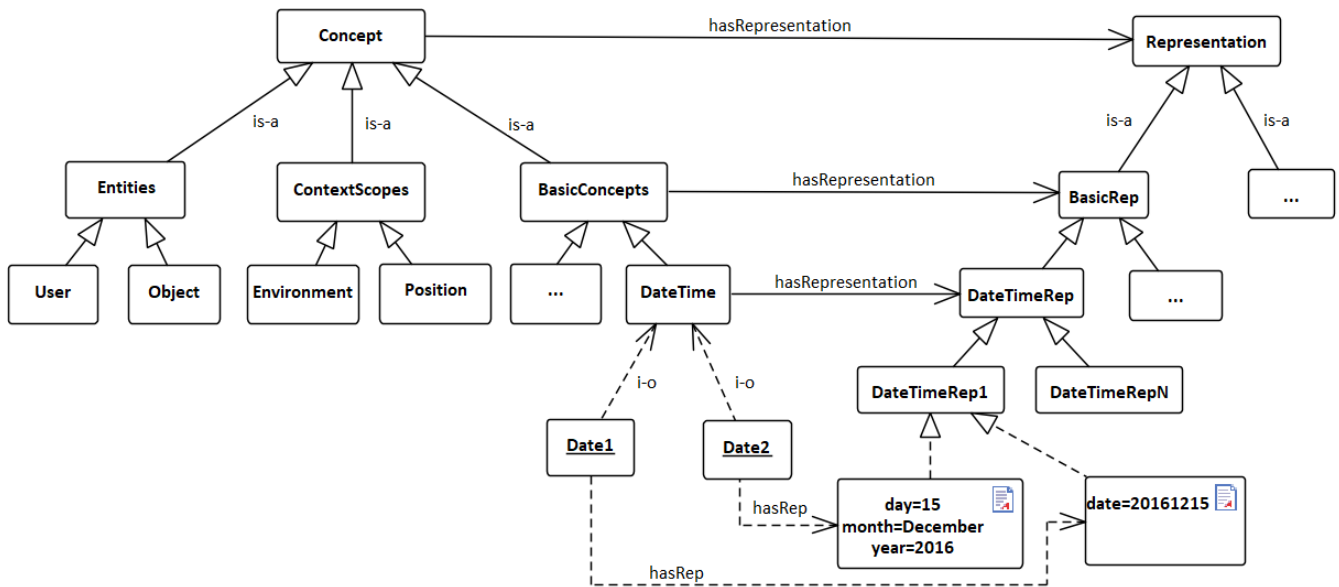 Concept
hasRepresentation
Representation
is-a
is-a
is-a
is-a
is-a
Entities
ContextScopes
BasicConcepts
hasRepresentation
BasicRep
...
User
Object
Environment
Position
...
DateTime
hasRepresentation
DateTimeRep
...
i-o
i-o
DateTimeRep1
DateTimeRepN
Date1
Date2
hasRep
day=15
month=December
year=2016
date=20161215
hasRep